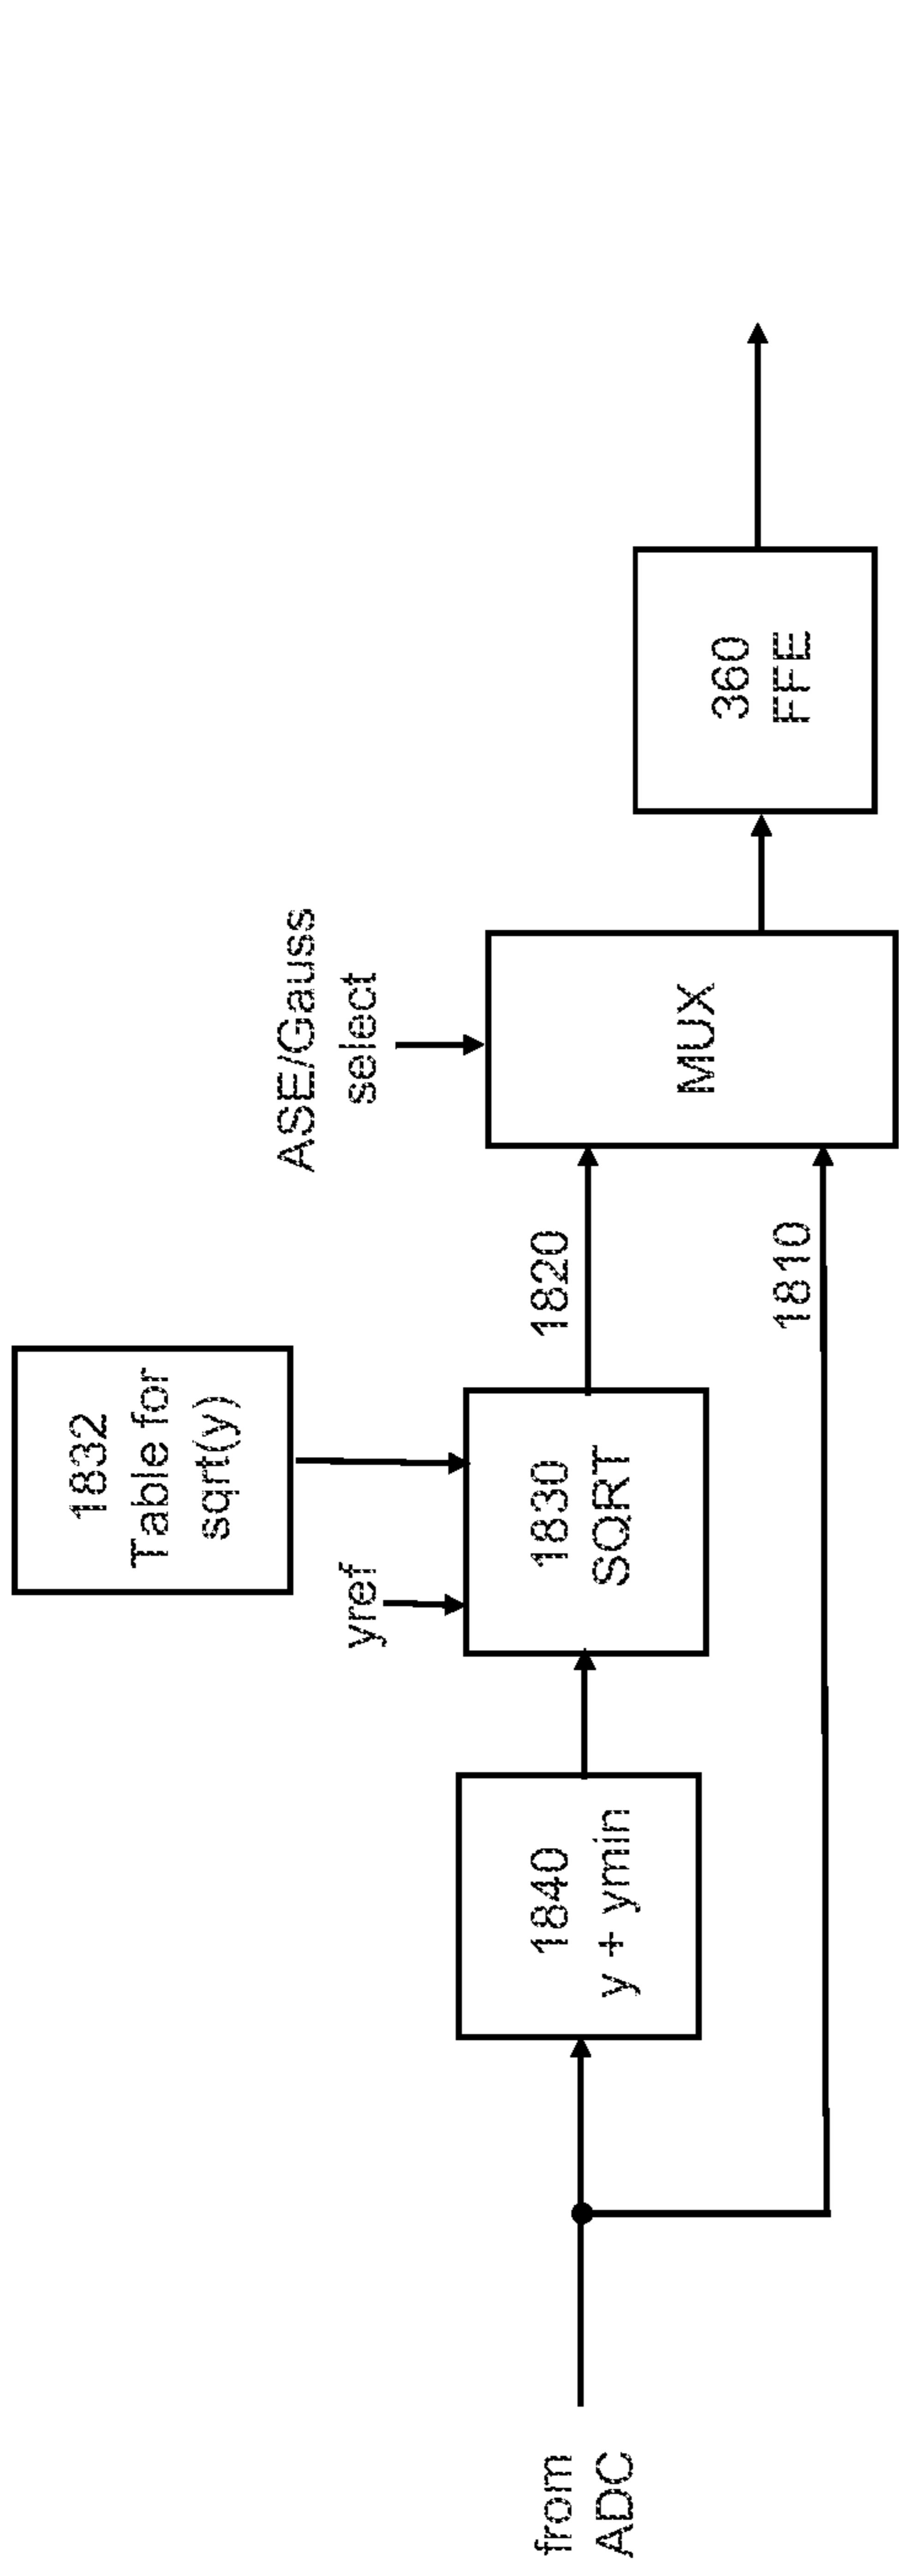 from
ADC
1840
y + ymin
yref
1832
Table for
sqrt(y)
1830
SQRT
1820
1810
ASE/Gauss
select
MUX
360
FFE